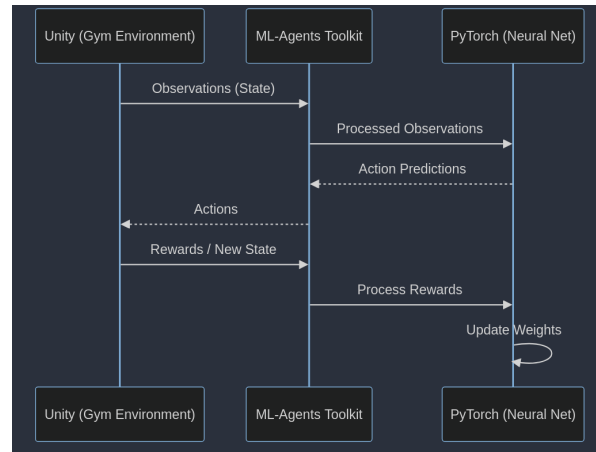 Unity (Gym Environment)
ML-Agents Toolkit
PyTorch (Neural Net)
Observations (State)
Processed Observations
Action Predictions
Actions
Rewards / New State
Process Rewards
Update Weights
Unity (Gym Environment)
ML-Agents Toolkit
PyTorch (Neural Net)